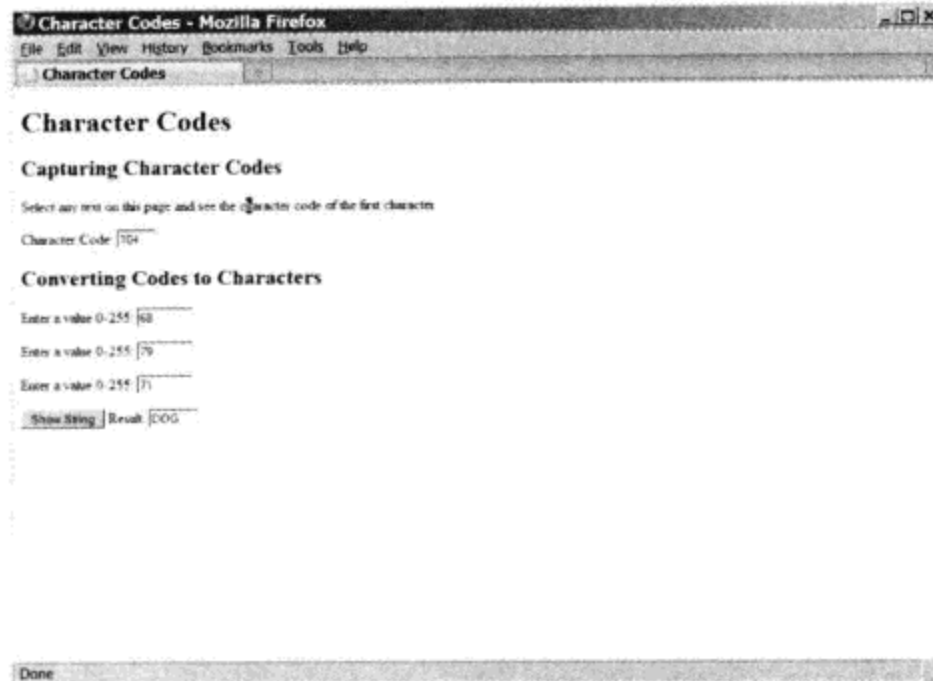 Character Codes - Mozilla Firefox
File Edit View History Bookmarks Tools Help
Character Codes
Character Codes
Capturing Character Codes
Select any text on this page and see the character code of the first character
Character Code: 104
Converting Codes to Characters
Enter a value 0-255: 68
Enter a value 0-255: 79
Enter a value 0-255: 71
Show String Result: DOG
Done